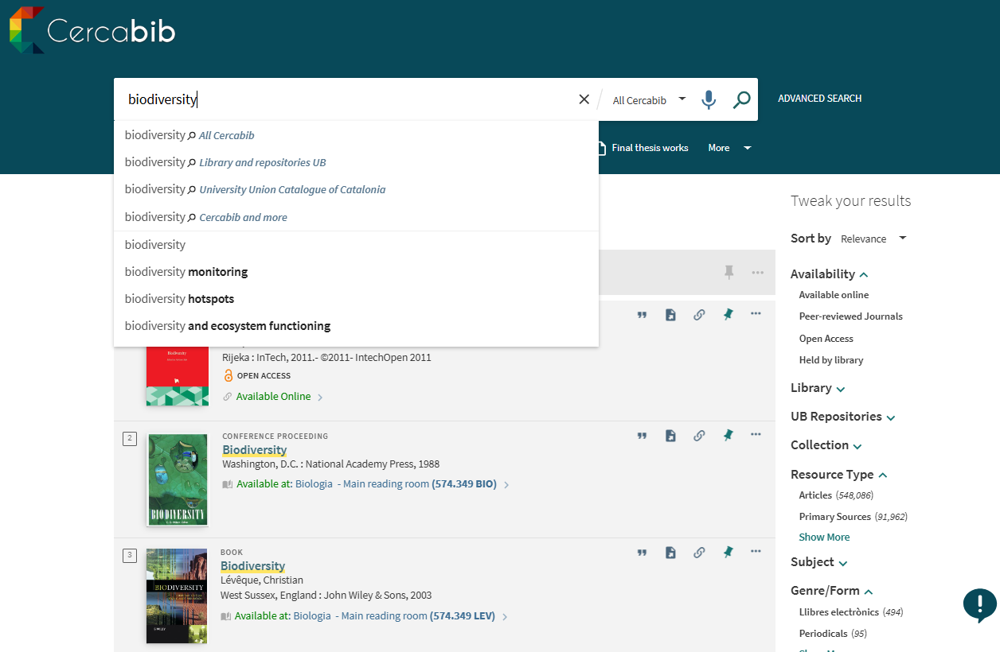 Cercabib
biodiversity
All Cercabib
ADVANCED SEARCH
biodiversity All Cercabib
biodiversity Library and repositories UB
biodiversity University Union Catalogue of Catalonia
biodiversity Cercabib and more
biodiversity
biodiversity monitoring
biodiversity hotspots
biodiversity and ecosystem functioning
Final thesis works
More
Biodiversity
Rijeka : InTech, 2011.- ©2011- IntechOpen 2011
OPEN ACCESS
Available Online
2
CONFERENCE PROCEEDING
Biodiversity
Washington, D.C. : National Academy Press, 1988
Available at: Biologia - Main reading room (574.349 BIO)
BIODIVERSITY
3
BOOK
Biodiversity
Lévêque, Christian
West Sussex, England : John Wiley & Sons, 2003
Available at: Biologia - Main reading room (574.349 LEV)
BIODIVERSITY
Tweak your results
Sort by Relevance
Availability
Available online
Peer-reviewed Journals
Open Access
Held by library
Library
UB Repositories
Collection
Resource Type
Articles (548,086)
Primary Sources (91,962)
Show More
Subject
Genre/Form
Llibres electrònics (494)
Periodicals (95)